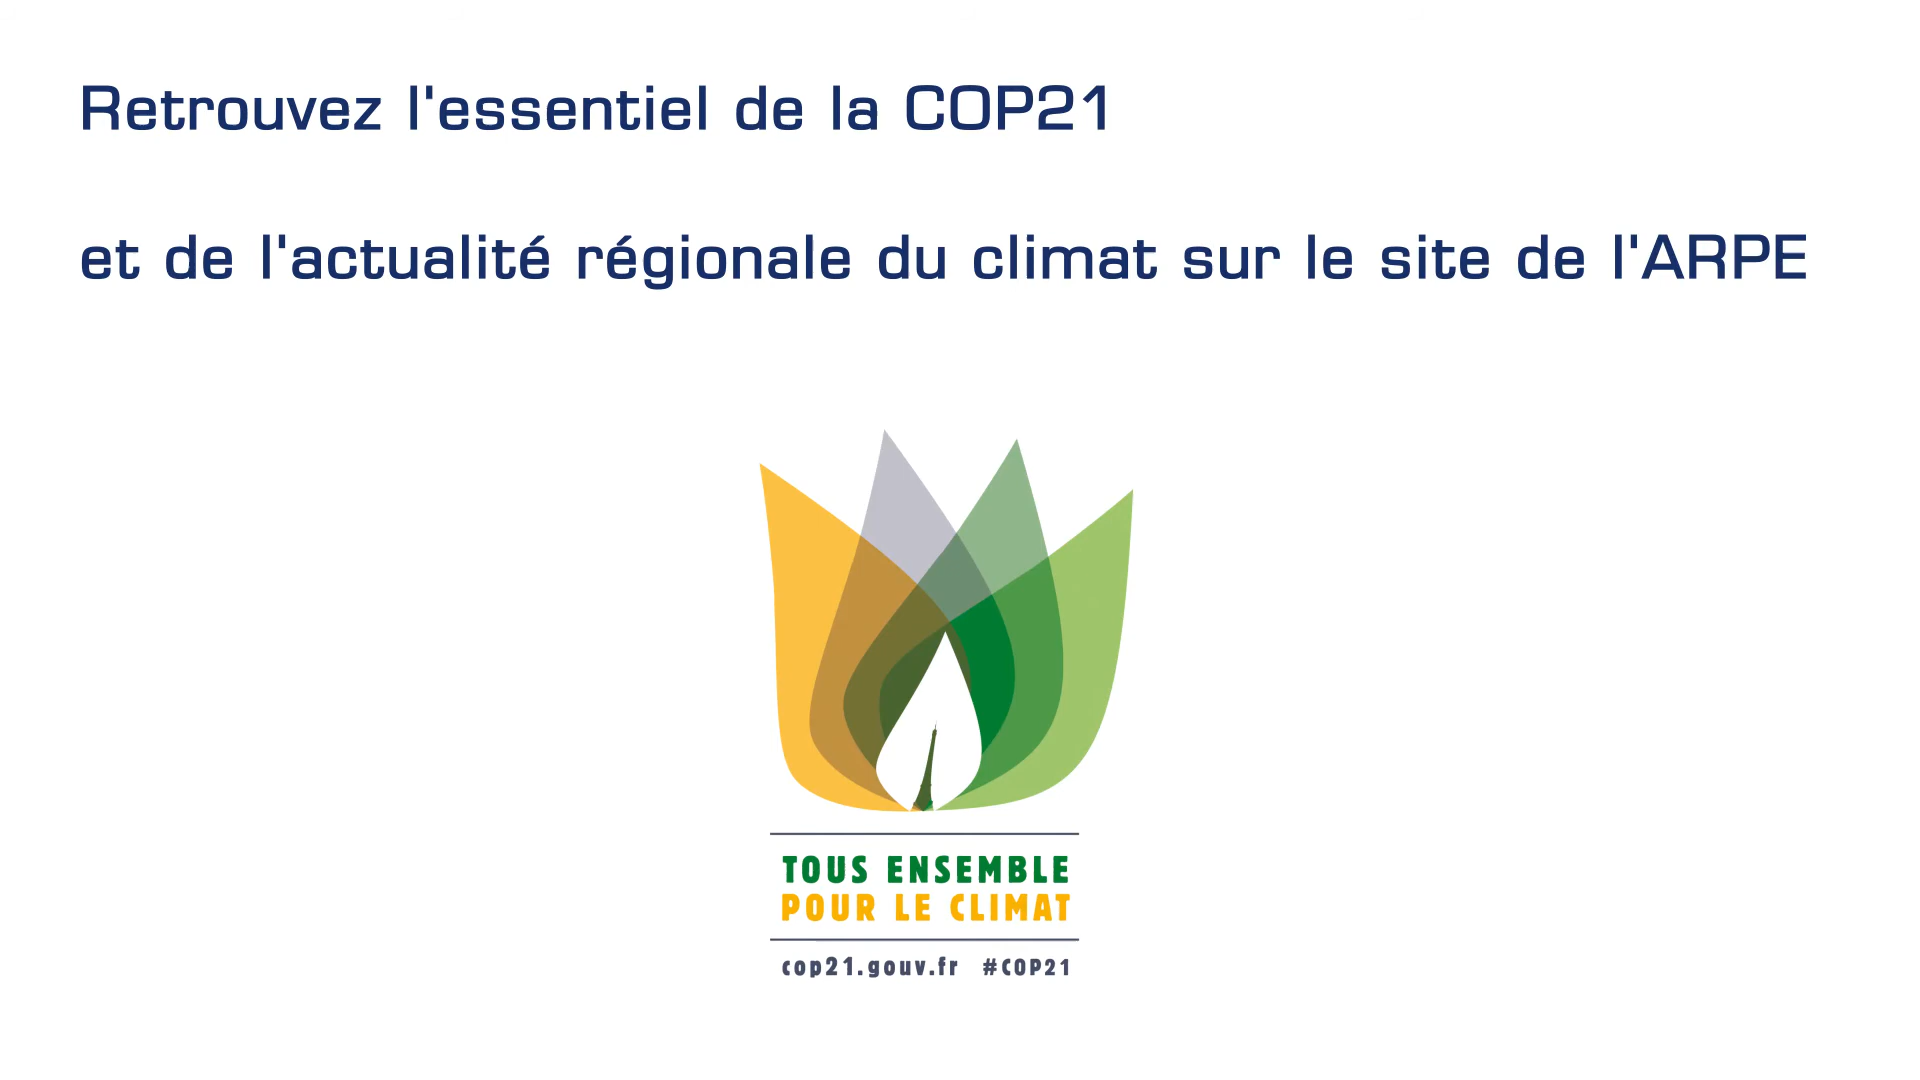 Retrouvez l'essentiel de la COP21
et de l'actualité régionale du climat sur le site de l'ARPE
TOUS ENSEMBLE
POUR LE CLIMAT
cop21.gouv.fr #COP21